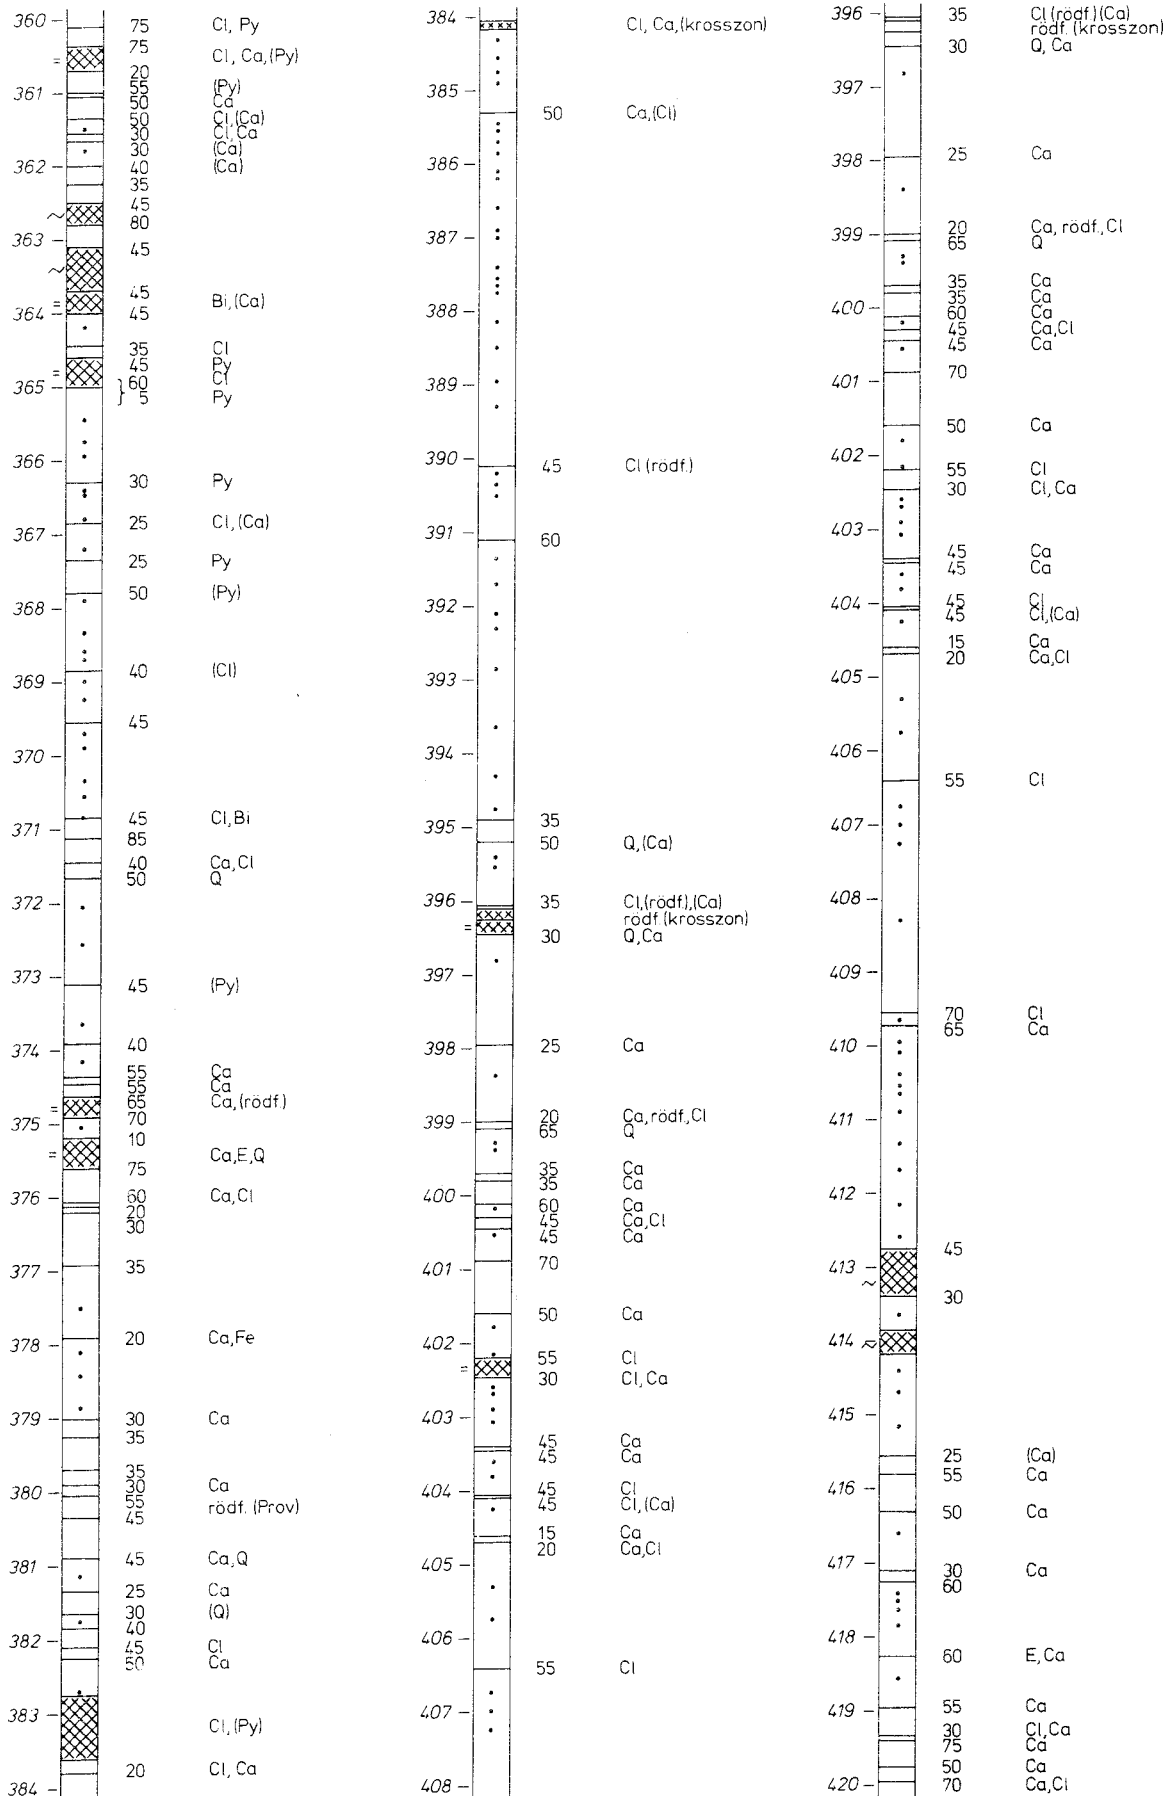 360 75 Cl, Py
75
= Cl, Ca, (Py)
20
361 55 (Py)
50 Ca
50 Cl, (Ca)
30 Cl, Ca
30 (Ca)
362 40 (Ca)
35
~ 45
80
363 45
~
45
= Bi, (Ca)
364 45
35 Cl
45 Py
= 60 Cl
365 } 5 Py
366
30 Py
25 Cl, (Ca)
367
25 Py
50 (Py)
368
40 (Cl)
369
45
370
45 Cl, Bi
371 85
40 Ca, Cl
50 Q
372
373 45 (Py)
374 40
55 Ca
55 Ca
= 65 Ca, (rödf.)
375 70
10
= Ca, E, Q
75
376 60 Ca, Cl
20
30
377 35
378 20 Ca, Fe
379 30 Ca
35
35
380 30 Ca
55 rödf. (Prov)
45
381 45 Ca, Q
25 Ca
30 (Q)
40
382 45 Cl
50 Ca
383 Cl, (Py)
20 Cl, Ca
384
384 Cl, Ca, (krosszon)
385
50 Ca, (Cl)
386
387
388
389
390 45 Cl (rödf.)
391 60
392
393
394
395 35
50 Q, (Ca)
396 35 Cl, (rödf.), (Ca)
rödf. (krosszon)
= 30 Q, Ca
397
398 25 Ca
399 20 Ca, rödf., Cl
65 Q
35 Ca
35 Ca
400 60 Ca
45 Ca, Cl
45 Ca
401 70
50 Ca
402 55 Cl
= 30 Cl, Ca
403
45 Ca
45 Ca
404 45 Cl
45 Cl, (Ca)
15 Ca
20 Ca, Cl
405
406
55 Cl
407
408
396 35 Cl (rödf.) (Ca)
rödf. (krosszon)
30 Q, Ca
397
398 25 Ca
399 20 Ca, rödf., Cl
65 Q
35 Ca
35 Ca
400 60 Ca
45 Ca, Cl
45 Ca
401 70
50 Ca
402 55 Cl
30 Cl, Ca
403
45 Ca
45 Ca
404 45 Cl
45 Cl, (Ca)
15 Ca
20 Ca, Cl
405
406
55 Cl
407
408
409
70 Cl
65 Ca
410
411
412
45
413
~ 30
414
415
25 (Ca)
55 Ca
416
50 Ca
417 30 Ca
60
418
60 E, Ca
419 55 Ca
30 Cl, Ca
75 Ca
50 Ca
420 70 Ca, Cl